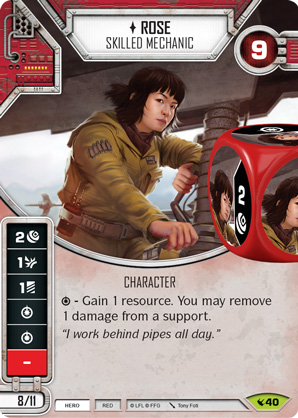 ROSE
SKILLED MECHANIC
9
2
2
1
1
CHARACTER
- Gain 1 resource. You may remove
1 damage from a support.
“I work behind pipes all day.”
–
8/11
HERO
RED
© LFL © FFG
Tony Foti
40